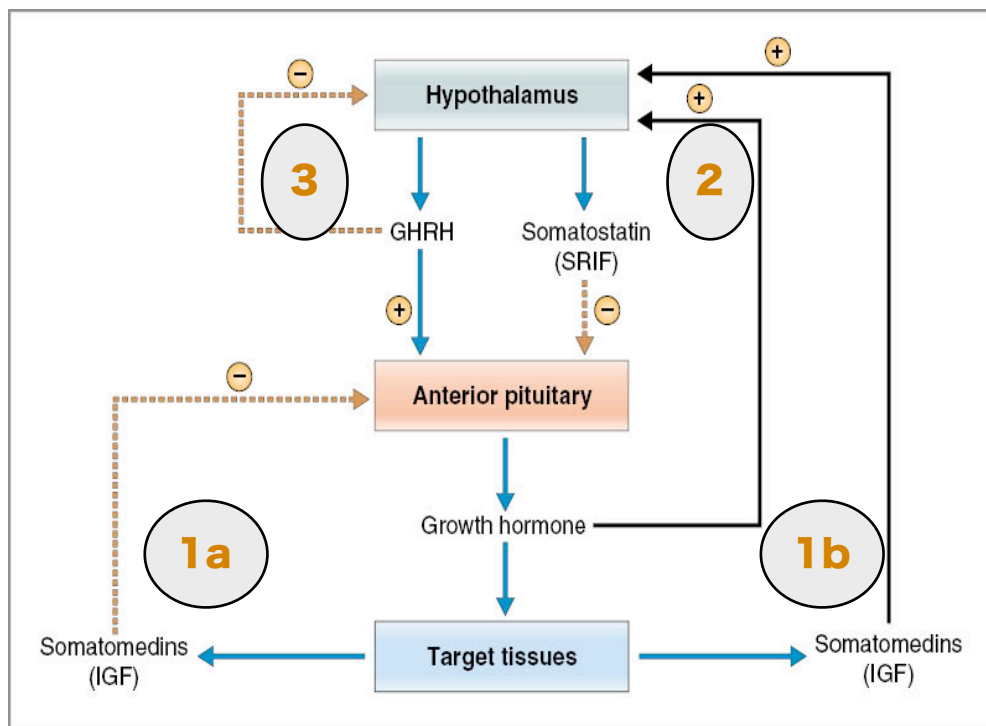 +
−
Hypothalamus
+
3
2
GHRH
Somatostatin
(SRIF)
+
−
−
Anterior pituitary
Growth hormone
1a
1b
Somatomedins
(IGF)
Target tissues
Somatomedins
(IGF)